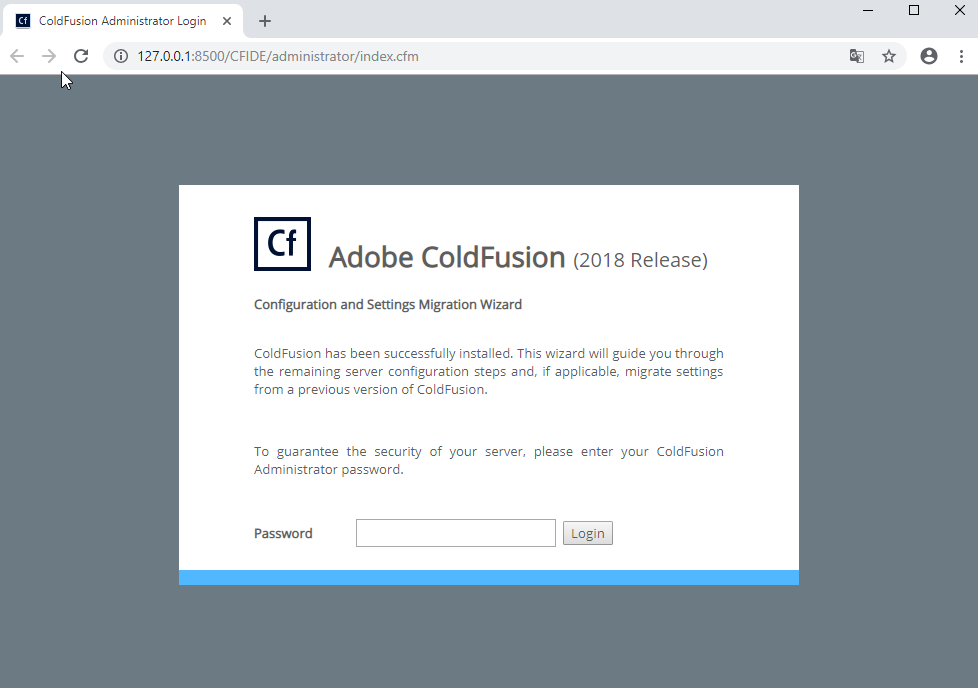 Cf ColdFusion Administrator Login
127.0.0.1:8500/CFIDE/administrator/index.cfm
Cf
Adobe ColdFusion (2018 Release)
Configuration and Settings Migration Wizard
ColdFusion has been successfully installed. This wizard will guide you through
the remaining server configuration steps and, if applicable, migrate settings
from a previous version of ColdFusion.
To guarantee the security of your server, please enter your ColdFusion
Administrator password.
Password Login